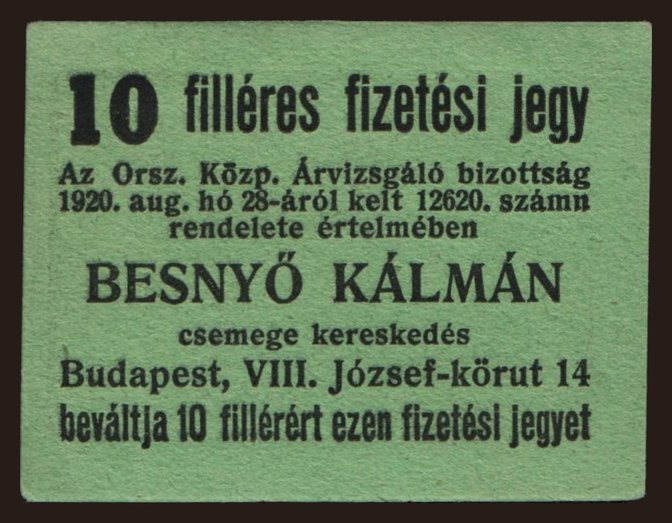 10 filléres fizetési jegy
Az Orsz. Közp. Árvizsgáló bizottság
1920. aug. hó 28-áról kelt 12620. számn
rendelete értelmében
BESNYŐ KÁLMÁN
csemege kereskedés
Budapest, VIII. József-körut 14
beváltja 10 fillérért ezen fizetési jegyet